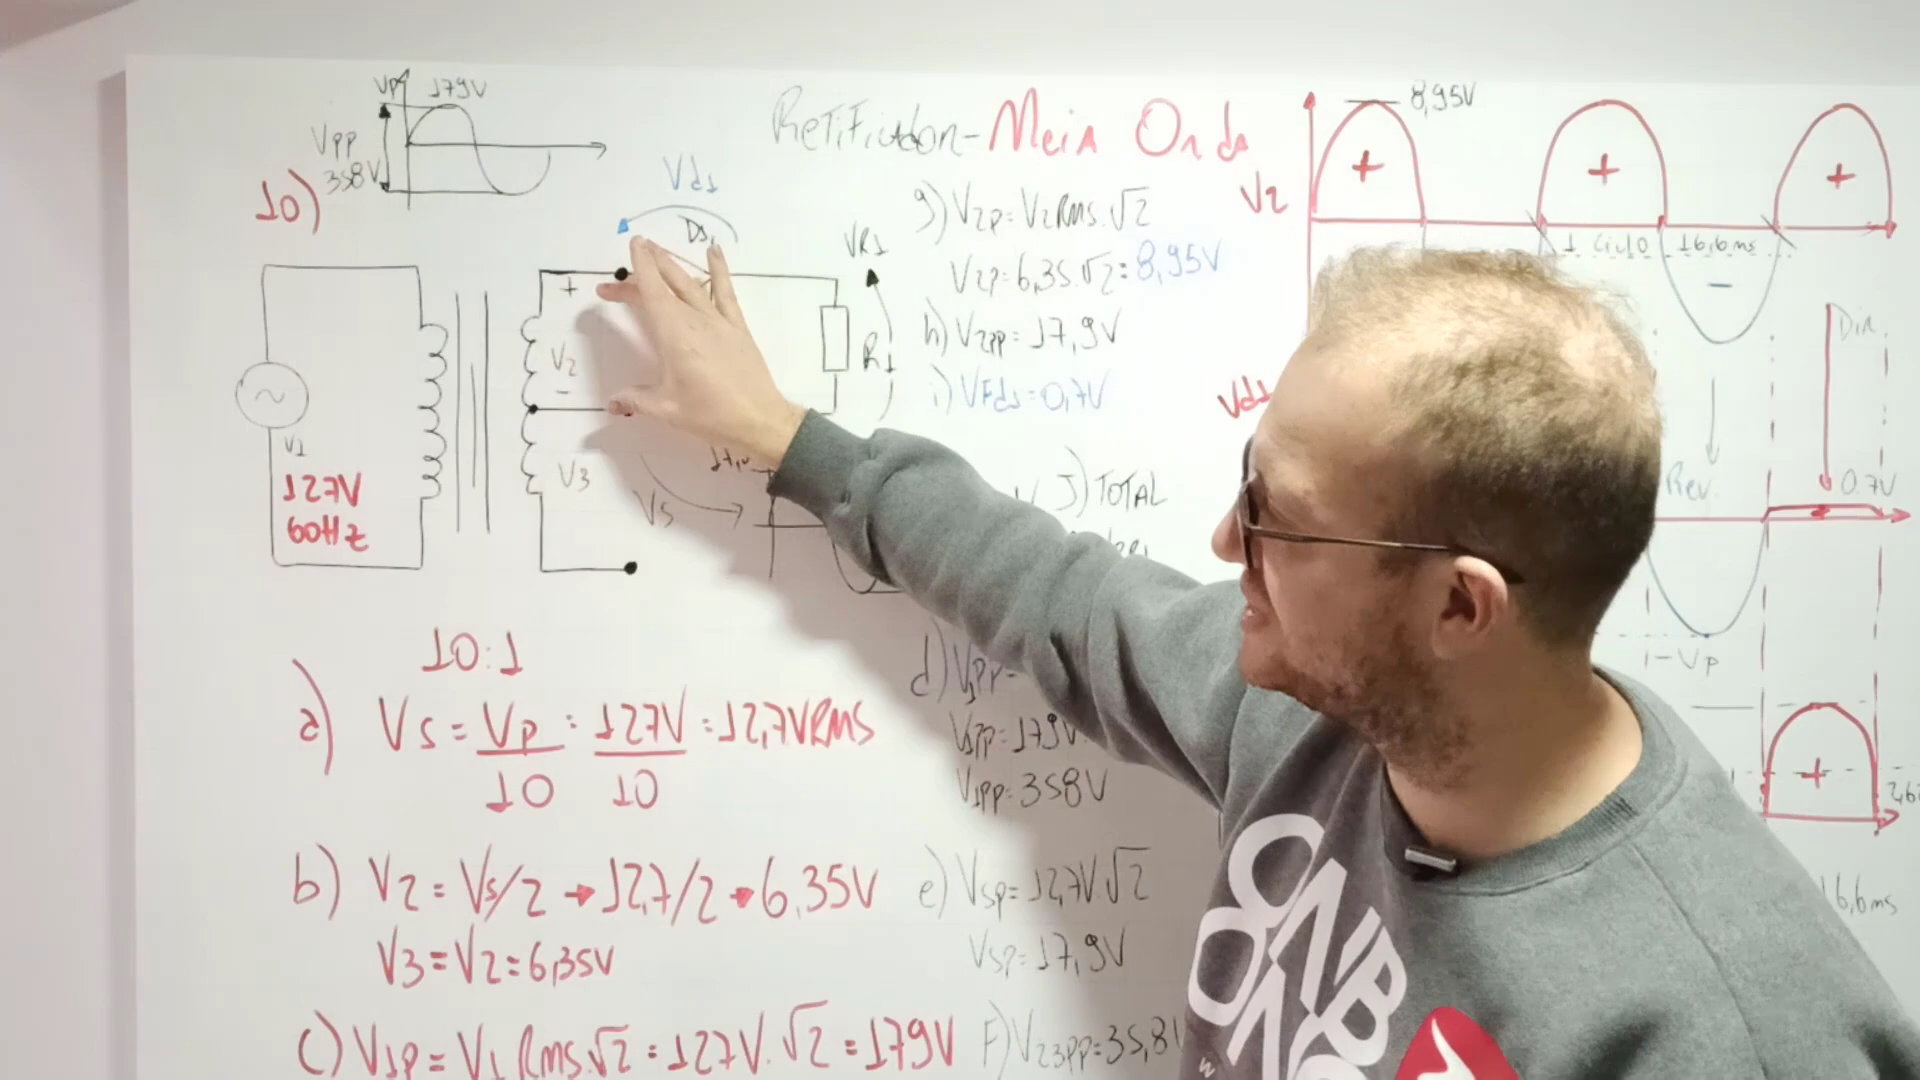 Vp 179V
Vpp
358V
10)
Retificador - Meia Onda
Vd1
D1
+
V2
-
V3
VR1
R1
V1
127V
60Hz
Vs
g) V2p = V2Rms.√2
V2p = 6,35.√2 = 8,95V
h) V2pp = 17,9V
i) VFd1 = 0,7V
J) TOTAL
10:1
a) Vs = Vp = 127V = 12,7VRMS
10 10
b) V2 = Vs/2 → 12,7/2 → 6,35V
V3 = V2 = 6,35V
c) V1p = V1 Rms.√2 = 127V.√2 = 179V
d) V1pp=
V1pp = 179V.
V1pp = 358V
e) Vsp = 12,7V.√2
Vsp = 17,9V
F) V23pp = 35,8V
8,95V
V2
+ + +
1 Ciclo 16,6ms
-
Dir.
Vd1
Rev.
0.7V
1-Vp
+
16,6ms